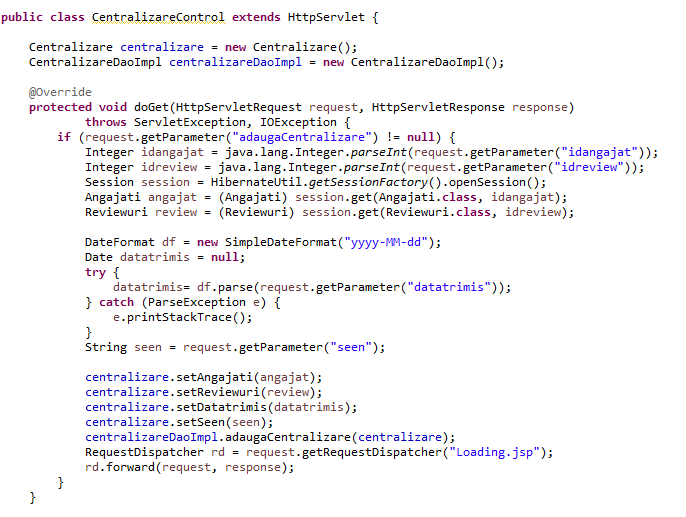 public class CentralizareControl extends HttpServlet {
Centralizare centralizare = new Centralizare();
CentralizareDaoImpl centralizareDaoImpl = new CentralizareDaoImpl();
@Override
protected void doGet(HttpServletRequest request, HttpServletResponse response)
throws ServletException, IOException {
if (request.getParameter("adaugaCentralizare") != null) {
Integer idangajat = java.lang.Integer.parseInt(request.getParameter("idangajat"));
Integer idreview = java.lang.Integer.parseInt(request.getParameter("idreview"));
Session session = HibernateUtil.getSessionFactory().openSession();
Angajati angajat = (Angajati) session.get(Angajati.class, idangajat);
Reviewuri review = (Reviewuri) session.get(Reviewuri.class, idreview);
DateFormat df = new SimpleDateFormat("yyyy-MM-dd");
Date datatrimis = null;
try {
datatrimis= df.parse(request.getParameter("datatrimis"));
} catch (ParseException e) {
e.printStackTrace();
}
String seen = request.getParameter("seen");
centralizare.setAngajati(angajat);
centralizare.setReviewuri(review);
centralizare.setDatatrimis(datatrimis);
centralizare.setSeen(seen);
centralizareDaoImpl.adaugaCentralizare(centralizare);
RequestDispatcher rd = request.getRequestDispatcher("Loading.jsp");
rd.forward(request, response);
}
}